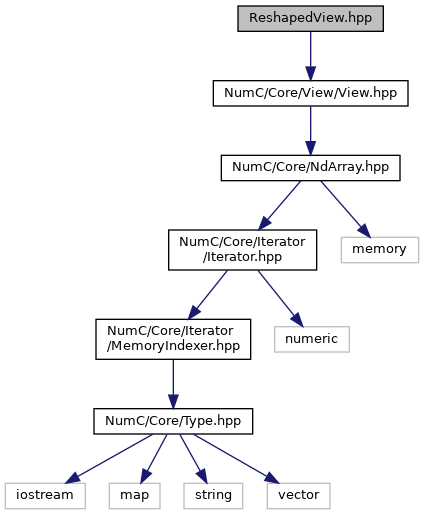 ReshapedView.hpp
NumC/Core/View/View.hpp
NumC/Core/NdArray.hpp
NumC/Core/Iterator
/Iterator.hpp
memory
NumC/Core/Iterator
/MemoryIndexer.hpp
numeric
NumC/Core/Type.hpp
iostream
map
string
vector